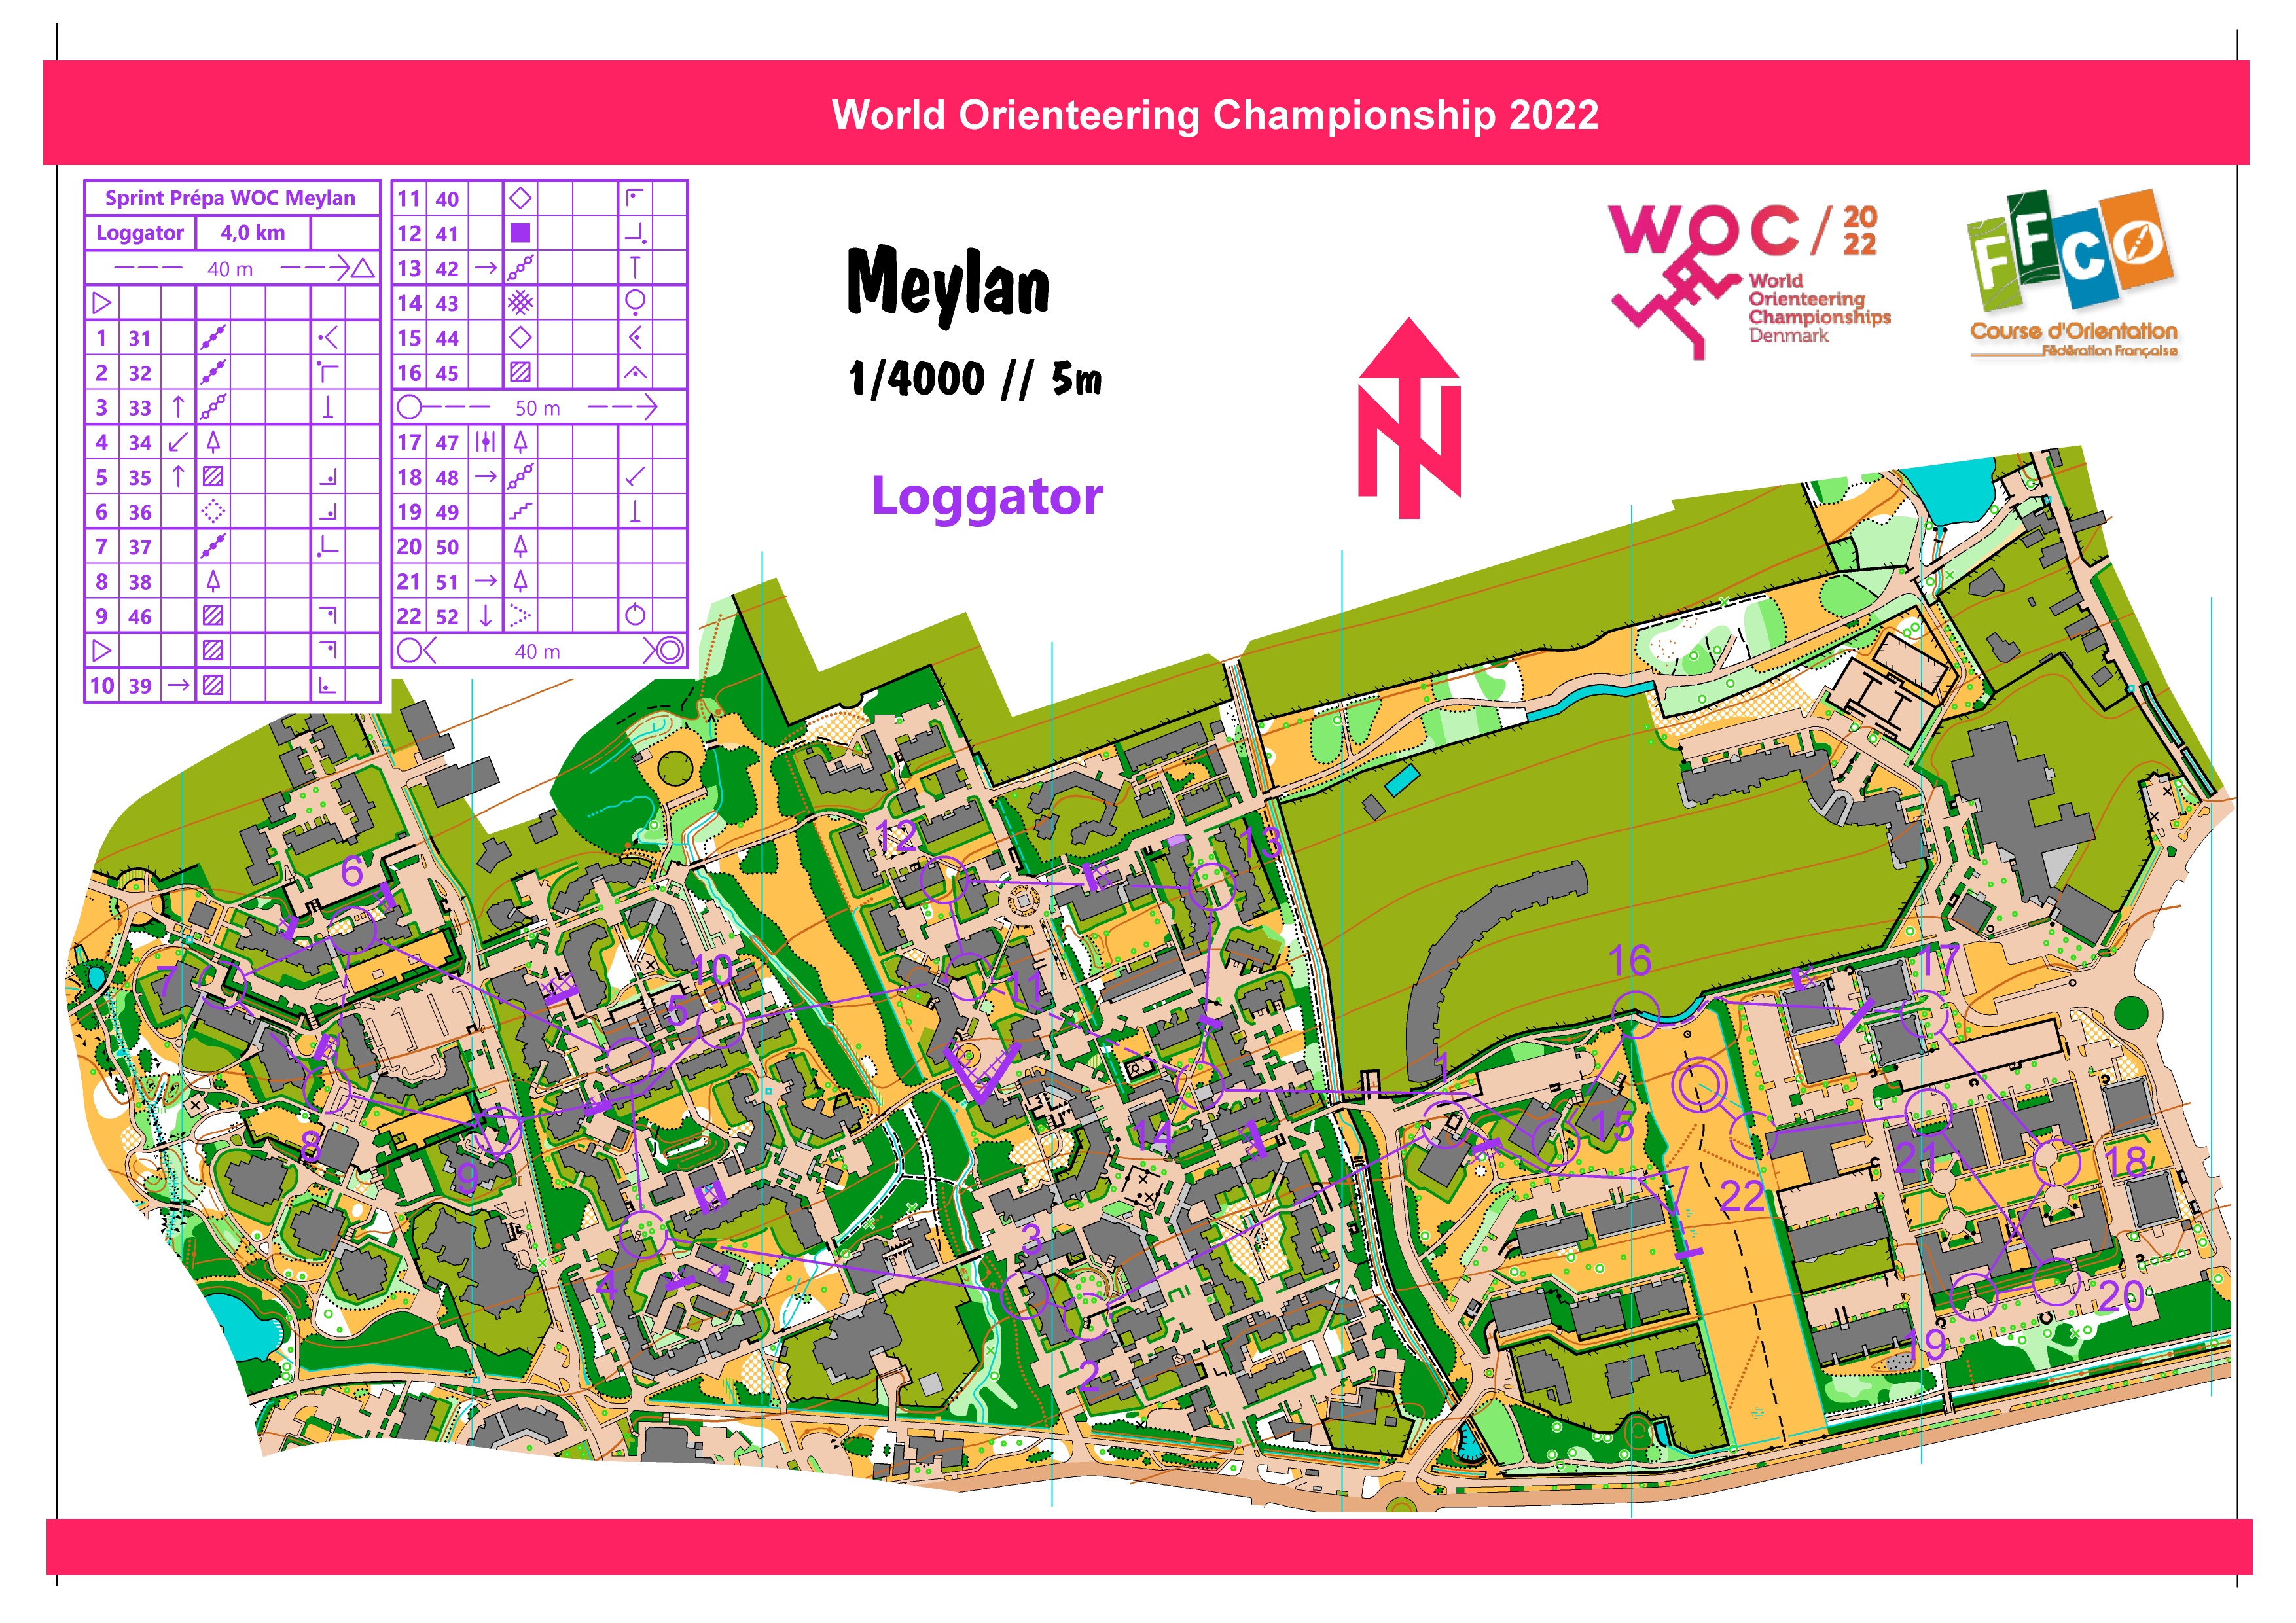 World Orienteering Championship 2022
Sprint Prépa WOC Meylan
Loggator 4,0 km
40 m
1 31
2 32
3 33
4 34
5 35
6 36
7 37
8 38
9 46
10 39
11 40
12 41
13 42
14 43
15 44
16 45
50 m
17 47
18 48
19 49
20 50
21 51
22 52
40 m
Meylan
1/4000 // 5m
Loggator
N
WOC / 20
22
World
Orienteering
Championships
Denmark
FFCO
Course d'Orientation
Fédération Française
12
13
6
16
17
7
10
11
5
1
15
14
8
9
21
18
22
3
4
20
19
2